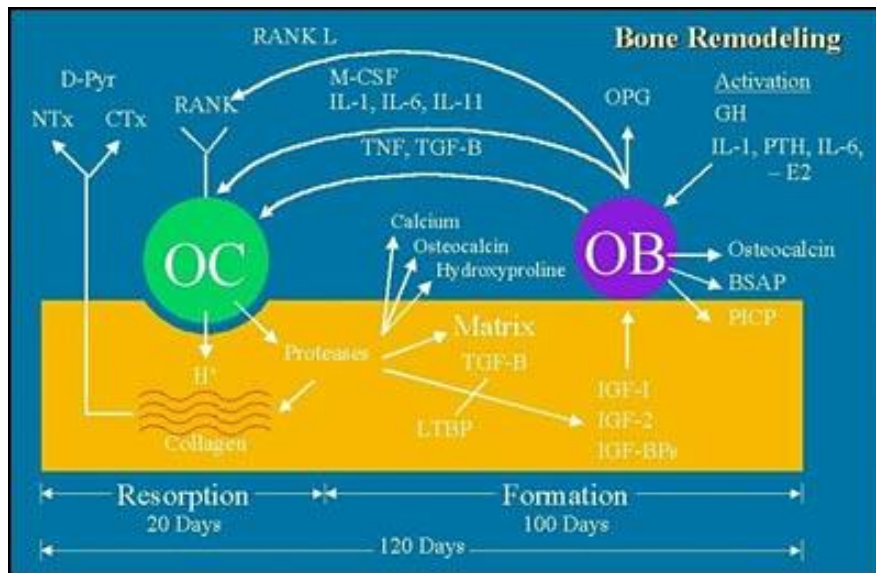 Bone Remodeling
RANK L
D-Pyr
NTx
CTx
RANK
M-CSF
IL-1, IL-6, IL-11
TNF, TGF-B
OPG
Activation
GH
IL-1, PTH, IL-6,
– E2
OC
OB
Calcium
Osteocalcin
Hydroxyproline
Osteocalcin
BSAP
PICP
H+
Proteases
Matrix
TGF-B
LTBP
Collagen
IGF-I
IGF-2
IGF-BPs
Resorption
20 Days
Formation
100 Days
120 Days